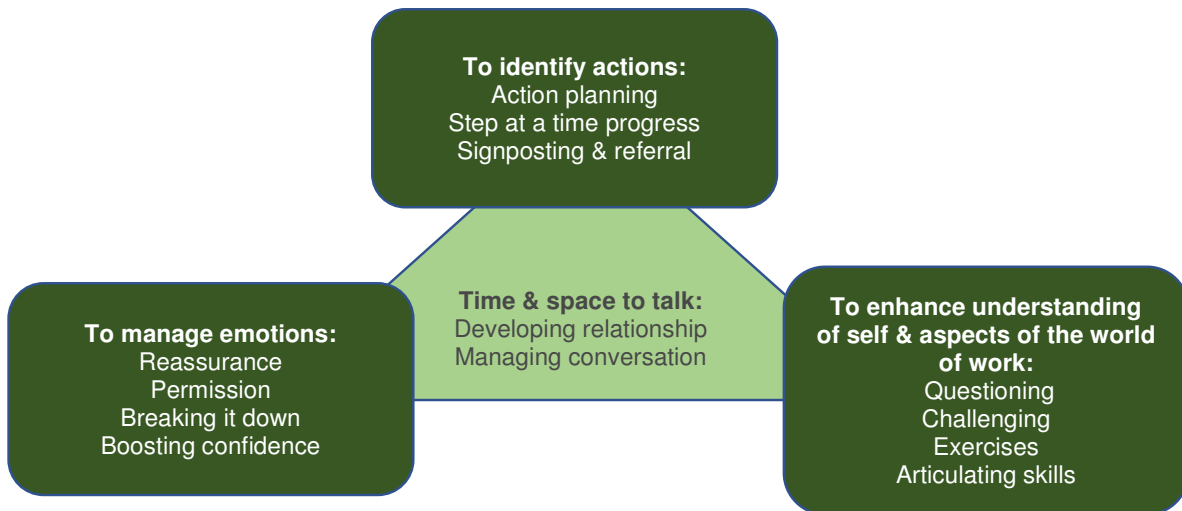 To identify actions:
Action planning
Step at a time progress
Signposting & referral
Time & space to talk:
Developing relationship
Managing conversation
To manage emotions:
Reassurance
Permission
Breaking it down
Boosting confidence
To enhance understanding
of self & aspects of the world
of work:
Questioning
Challenging
Exercises
Articulating skills